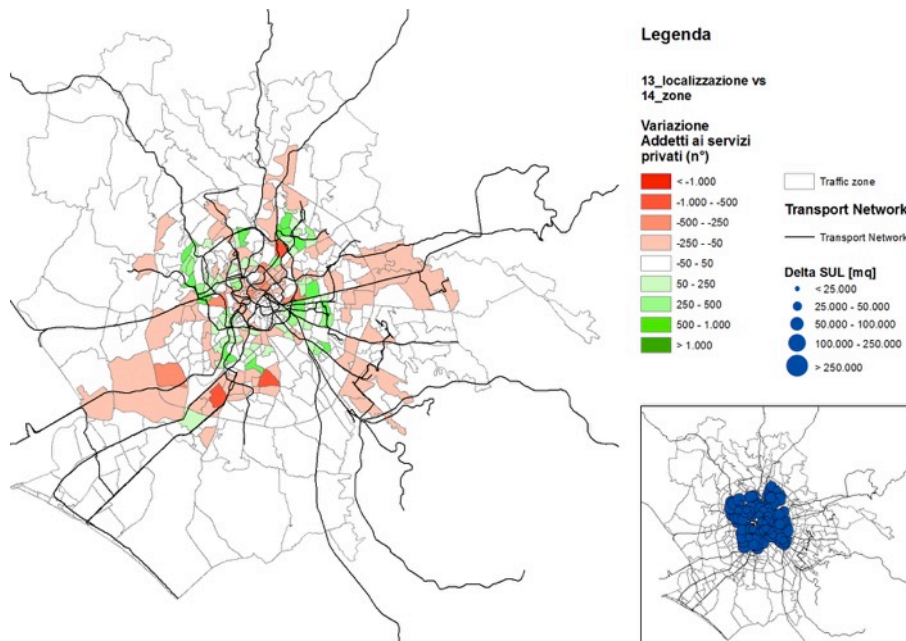 Legenda
13_localizzazione vs
14_zone
Variazione
Addetti ai servizi
privati (n°)
< -1.000
-1.000 - -500
-500 - -250
-250 - -50
-50 - 50
50 - 250
250 - 500
500 - 1.000
> 1.000
Traffic zone
Transport Network
Transport Network
Delta SUL [mq]
< 25.000
25.000 - 50.000
50.000 - 100.000
100.000 - 250.000
> 250.000